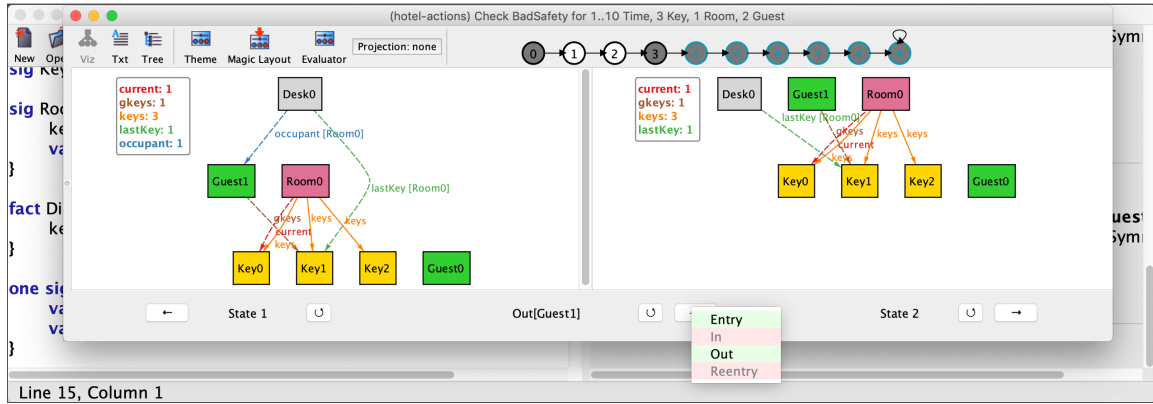 (hotel-actions) Check BadSafety for 1..10 Time, 3 Key, 1 Room, 2 Guest
New
Viz
Txt
Tree
Theme
Magic Layout
Evaluator
Projection: none
0
1
2
3
sig Key
sig Roo
ke
va
}
fact Di
ke
}
one sig
va
va
}
current: 1
gkeys: 1
keys: 3
lastKey: 1
occupant: 1
Desk0
occupant [Room0]
Guest1
Room0
lastKey [Room0]
gkeys
keys
keys
current
keys
Key0
Key1
Key2
Guest0
current: 1
gkeys: 1
keys: 3
lastKey: 1
Desk0
Guest1
Room0
lastKey [Room0]
gkeys
keys
keys
current
keys
Key0
Key1
Key2
Guest0
←
State 1
Out[Guest1]
State 2
→
Entry
In
Out
Reentry
Line 15, Column 1